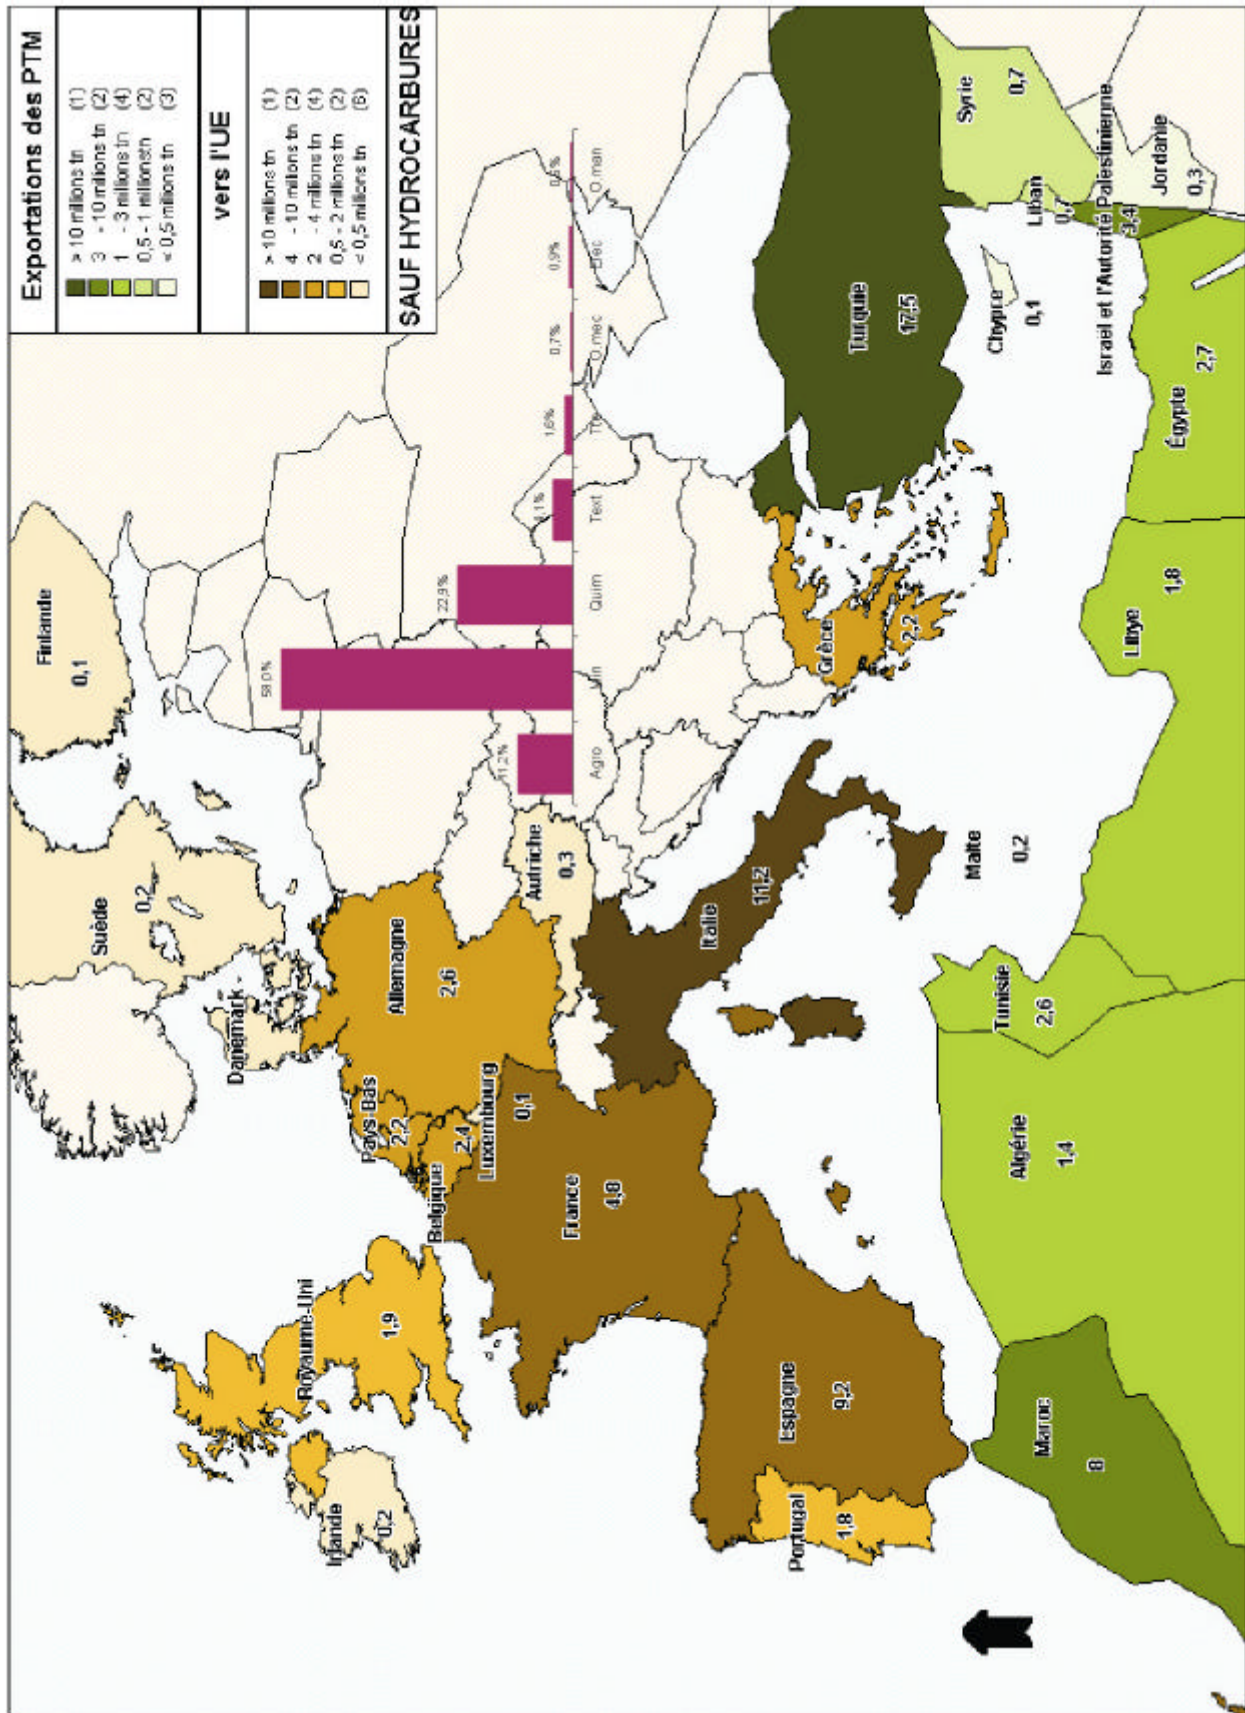 Exportations des PTM
> 10 millions tn (1)
3 - 10 millions tn (2)
1 - 3 millions tn (4)
0,5 - 1 millionstn (2)
< 0,5 millions tn (3)
vers l'UE
> 10 millions tn (1)
4 - 10 millions tn (2)
2 - 4 millions tn (4)
0,5 - 2 millions tn (2)
< 0,5 millions tn (6)
SAUF HYDROCARBURES
Finlande
0,1
Suède
0,2
Danemark
Irlande
0,2
Royaume-Uni
1,9
Pays-Bas
2,2
Belgique
2,4
Luxembourg
0,1
Allemagne
2,6
Autriche
0,3
France
4,8
Italie
11,2
Espagne
9,2
Portugal
1,8
Grèce
2,2
Turquie
17,5
Malte
0,2
Chypre
0,1
Syrie
0,7
Liban
0,7
Israel et l'Autorité Palestinienne
3,4
Jordanie
0,3
Égypte
2,7
Libye
1,8
Tunisie
2,6
Algérie
1,4
Maroc
8
11,2%
58,0%
22,9%
4,1%
1,6%
0,7%
0,9%
0,6%
Agro
Quim
Text
Tte
O.mec
Elec
O.man